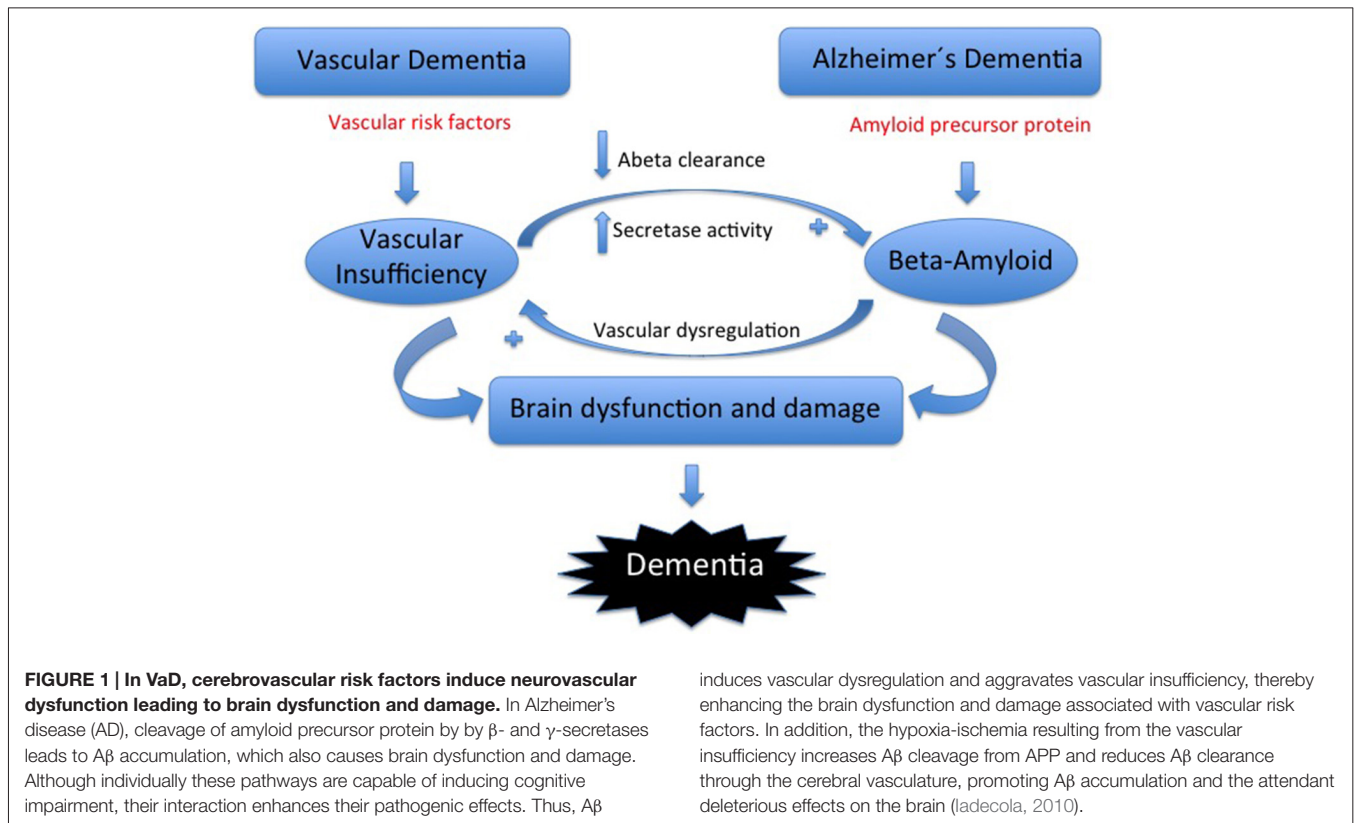 Vascular Dementia
Alzheimer´s Dementia
Vascular risk factors
Amyloid precursor protein
Abeta clearance
Secretase activity
Vascular
Insufficiency
Beta-Amyloid
Vascular dysregulation
Brain dysfunction and damage
Dementia
FIGURE 1 | In VaD, cerebrovascular risk factors induce neurovascular
dysfunction leading to brain dysfunction and damage. In Alzheimer’s
disease (AD), cleavage of amyloid precursor protein by by β- and γ-secretases
leads to Aβ accumulation, which also causes brain dysfunction and damage.
Although individually these pathways are capable of inducing cognitive
impairment, their interaction enhances their pathogenic effects. Thus, Aβ
induces vascular dysregulation and aggravates vascular insufficiency, thereby
enhancing the brain dysfunction and damage associated with vascular risk
factors. In addition, the hypoxia-ischemia resulting from the vascular
insufficiency increases Aβ cleavage from APP and reduces Aβ clearance
through the cerebral vasculature, promoting Aβ accumulation and the attendant
deleterious effects on the brain (Iadecola, 2010).